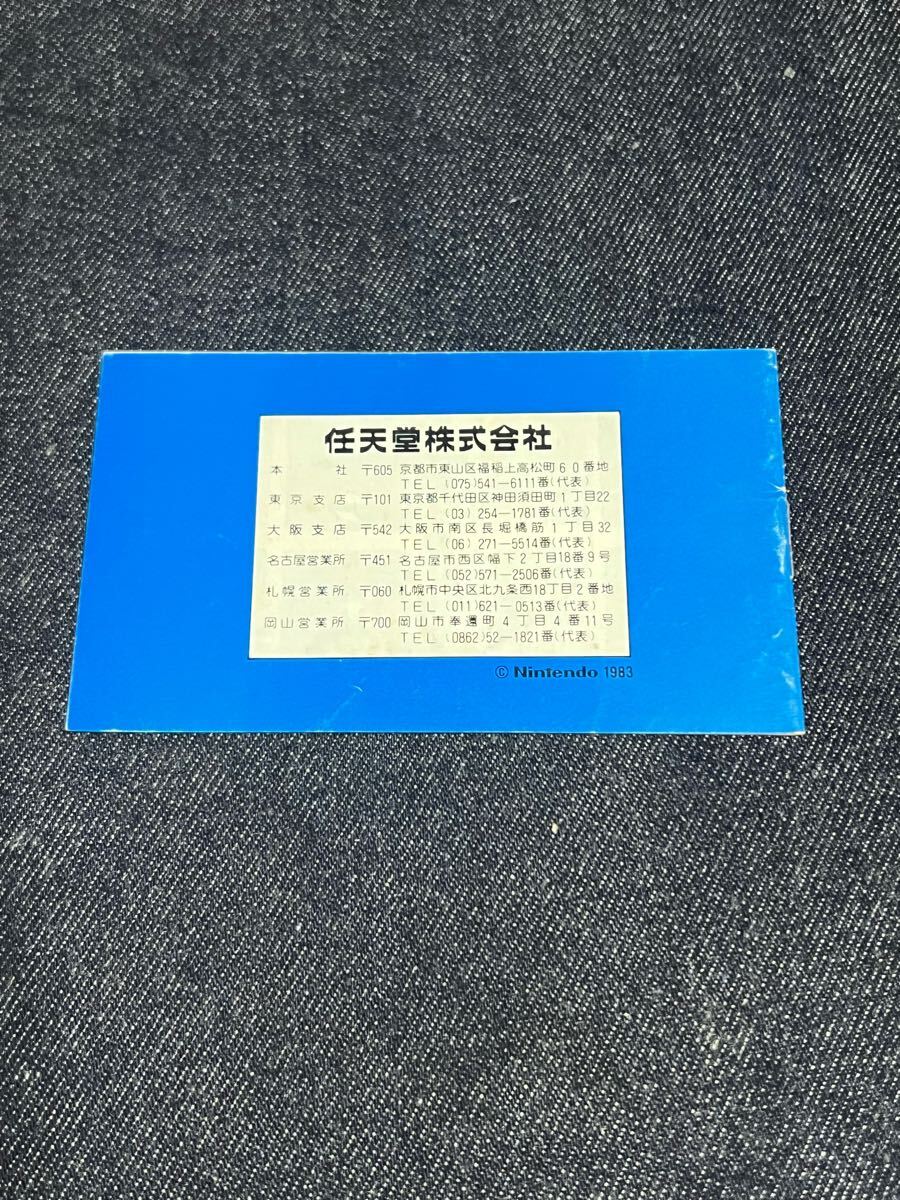 任天堂株式会社
本 社 〒605 京都市東山区福稲上高松町60番地
TEL (075)541-6111番(代表)
東京支店 〒101 東京都千代田区神田須田町1丁目22
TEL (03) 254-1781番(代表)
大阪支店 〒542 大阪市南区長堀橋筋1丁目32
TEL (06) 271-5514番(代表)
名古屋営業所 〒451 名古屋市西区幅下2丁目18番9号
TEL (052)571-2506番(代表)
札幌営業所 〒060 札幌市中央区北九条西18丁目2番地
TEL (011)621-0513番(代表)
岡山営業所 〒700 岡山市奉還町4丁目4番11号
TEL (0862)52-1821番(代表)
© Nintendo 1983